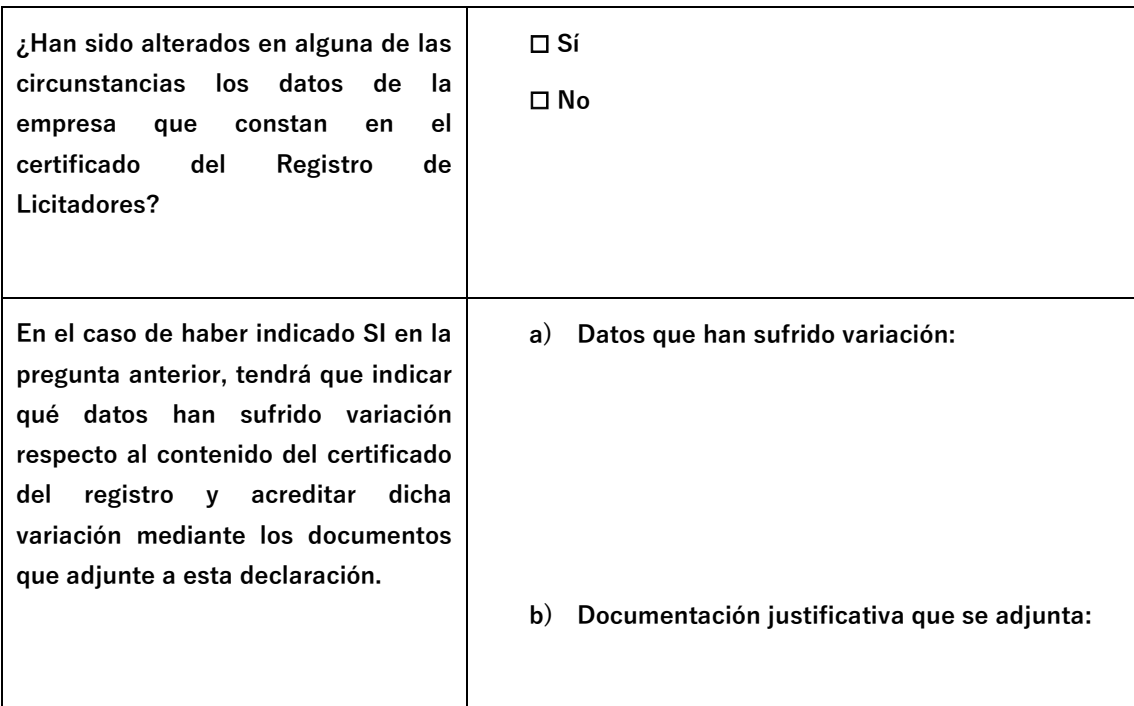 ¿Han sido alterados en alguna de las
circunstancias los datos de la
empresa que constan en el
certificado del Registro de
Licitadores?
☐ Sí
☐ No
En el caso de haber indicado SI en la
pregunta anterior, tendrá que indicar
qué datos han sufrido variación
respecto al contenido del certificado
del registro y acreditar dicha
variación mediante los documentos
que adjunte a esta declaración.
a) Datos que han sufrido variación:
b) Documentación justificativa que se adjunta: